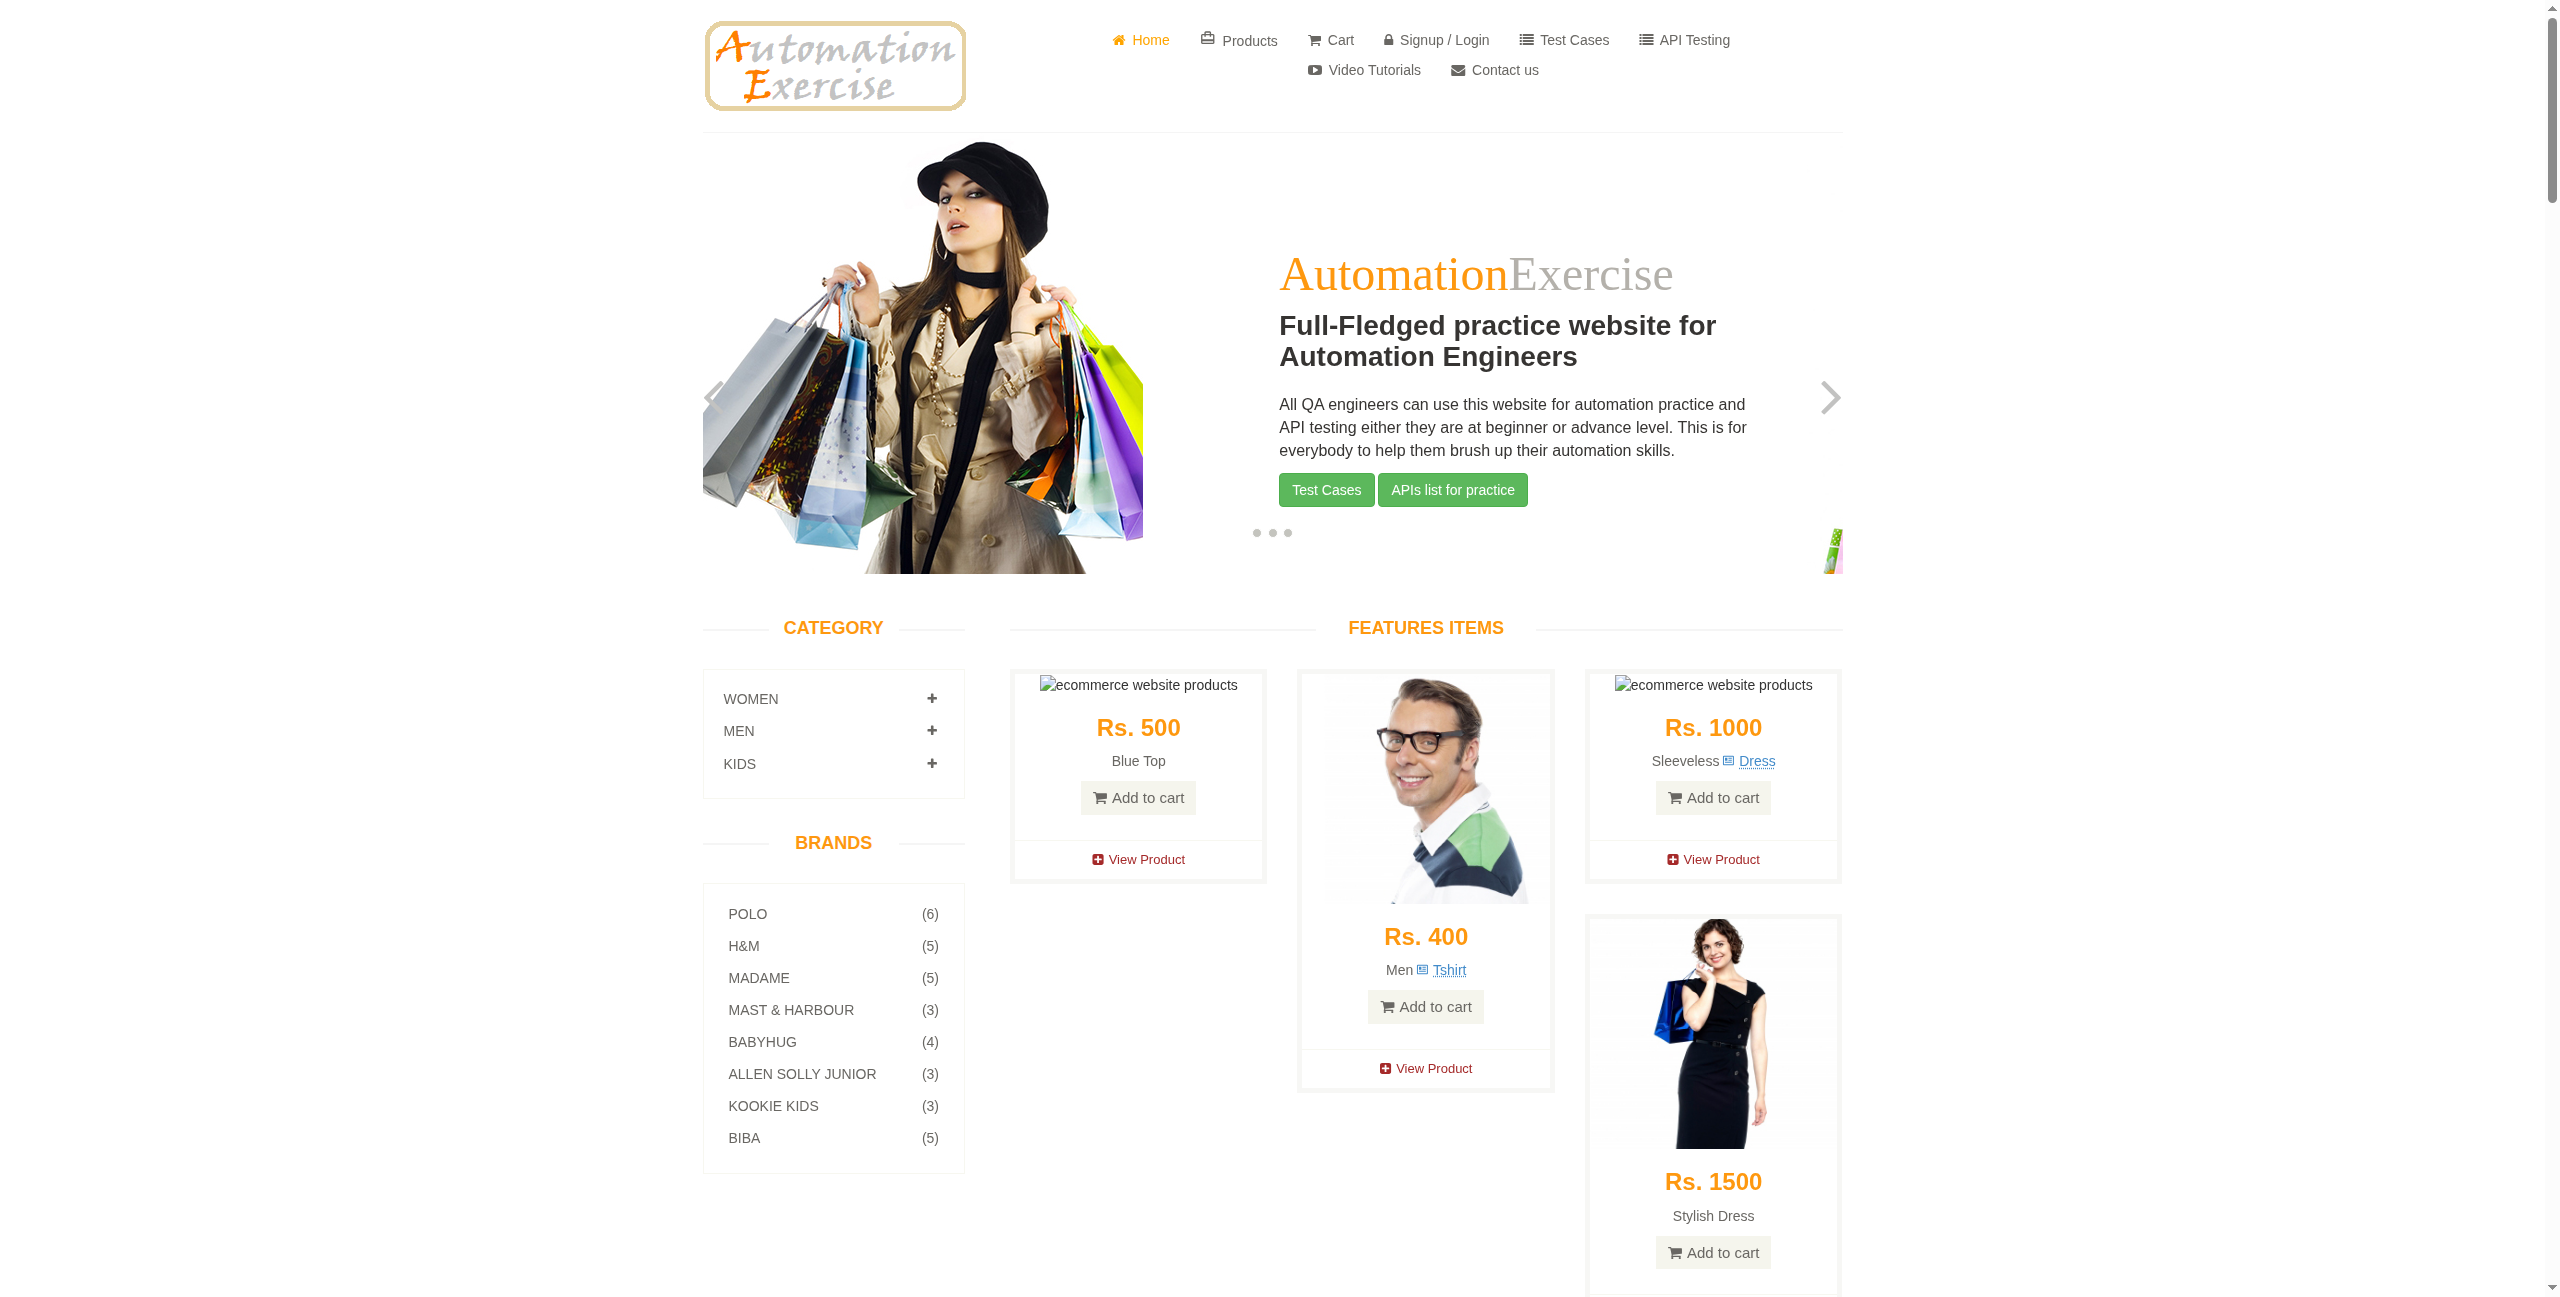 Automation
Exercise
Home
Products
Cart
Signup / Login
Test Cases
API Testing
Video Tutorials
Contact us
AutomationExercise
Full-Fledged practice website for
Automation Engineers
All QA engineers can use this website for automation practice and
API testing either they are at beginner or advance level. This is for
everybody to help them brush up their automation skills.
Test Cases
APIs list for practice
CATEGORY
WOMEN
MEN
KIDS
BRANDS
POLO (6)
H&M (5)
MADAME (5)
MAST & HARBOUR (3)
BABYHUG (4)
ALLEN SOLLY JUNIOR (3)
KOOKIE KIDS (3)
BIBA (5)
FEATURES ITEMS
ecommerce website products
Rs. 500
Blue Top
Add to cart
View Product
Rs. 400
Men Tshirt
Add to cart
View Product
ecommerce website products
Rs. 1000
Sleeveless Dress
Add to cart
View Product
Rs. 1500
Stylish Dress
Add to cart